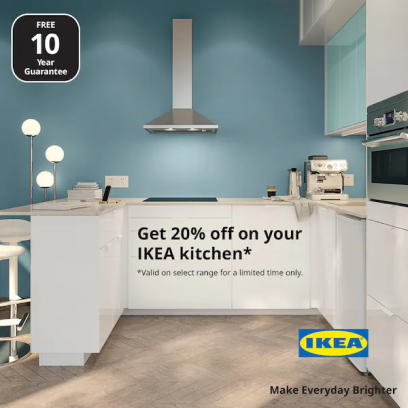 FREE
10
Year
Guarantee
Get 20% off on your
IKEA kitchen*
*Valid on select range for a limited time only.
IKEA
Make Everyday Brighter